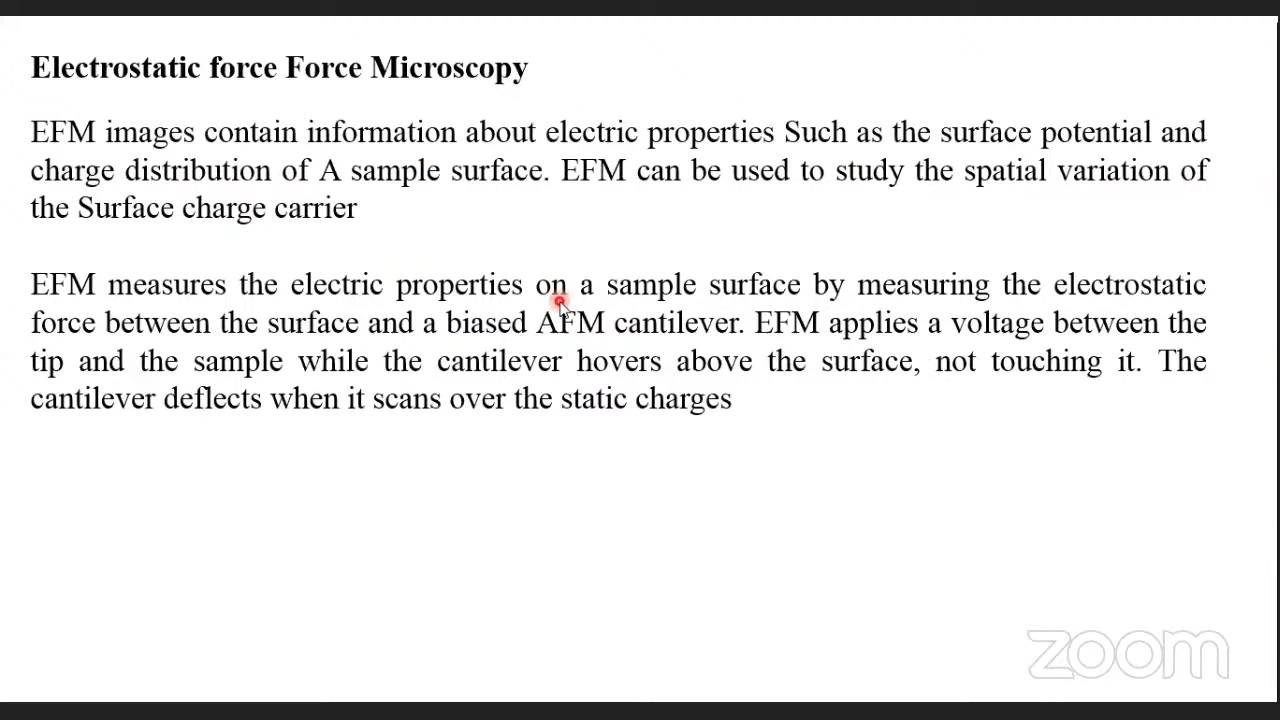 Electrostatic force Force Microscopy
EFM images contain information about electric properties Such as the surface potential and
charge distribution of A sample surface. EFM can be used to study the spatial variation of
the Surface charge carrier
EFM measures the electric properties on a sample surface by measuring the electrostatic
force between the surface and a biased AFM cantilever. EFM applies a voltage between the
tip and the sample while the cantilever hovers above the surface, not touching it. The
cantilever deflects when it scans over the static charges
zoom